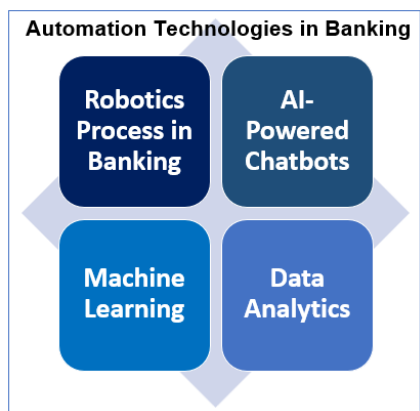 Automation Technologies in Banking
Robotics
Process in
Banking
AI-
Powered
Chatbots
Machine
Learning
Data
Analytics